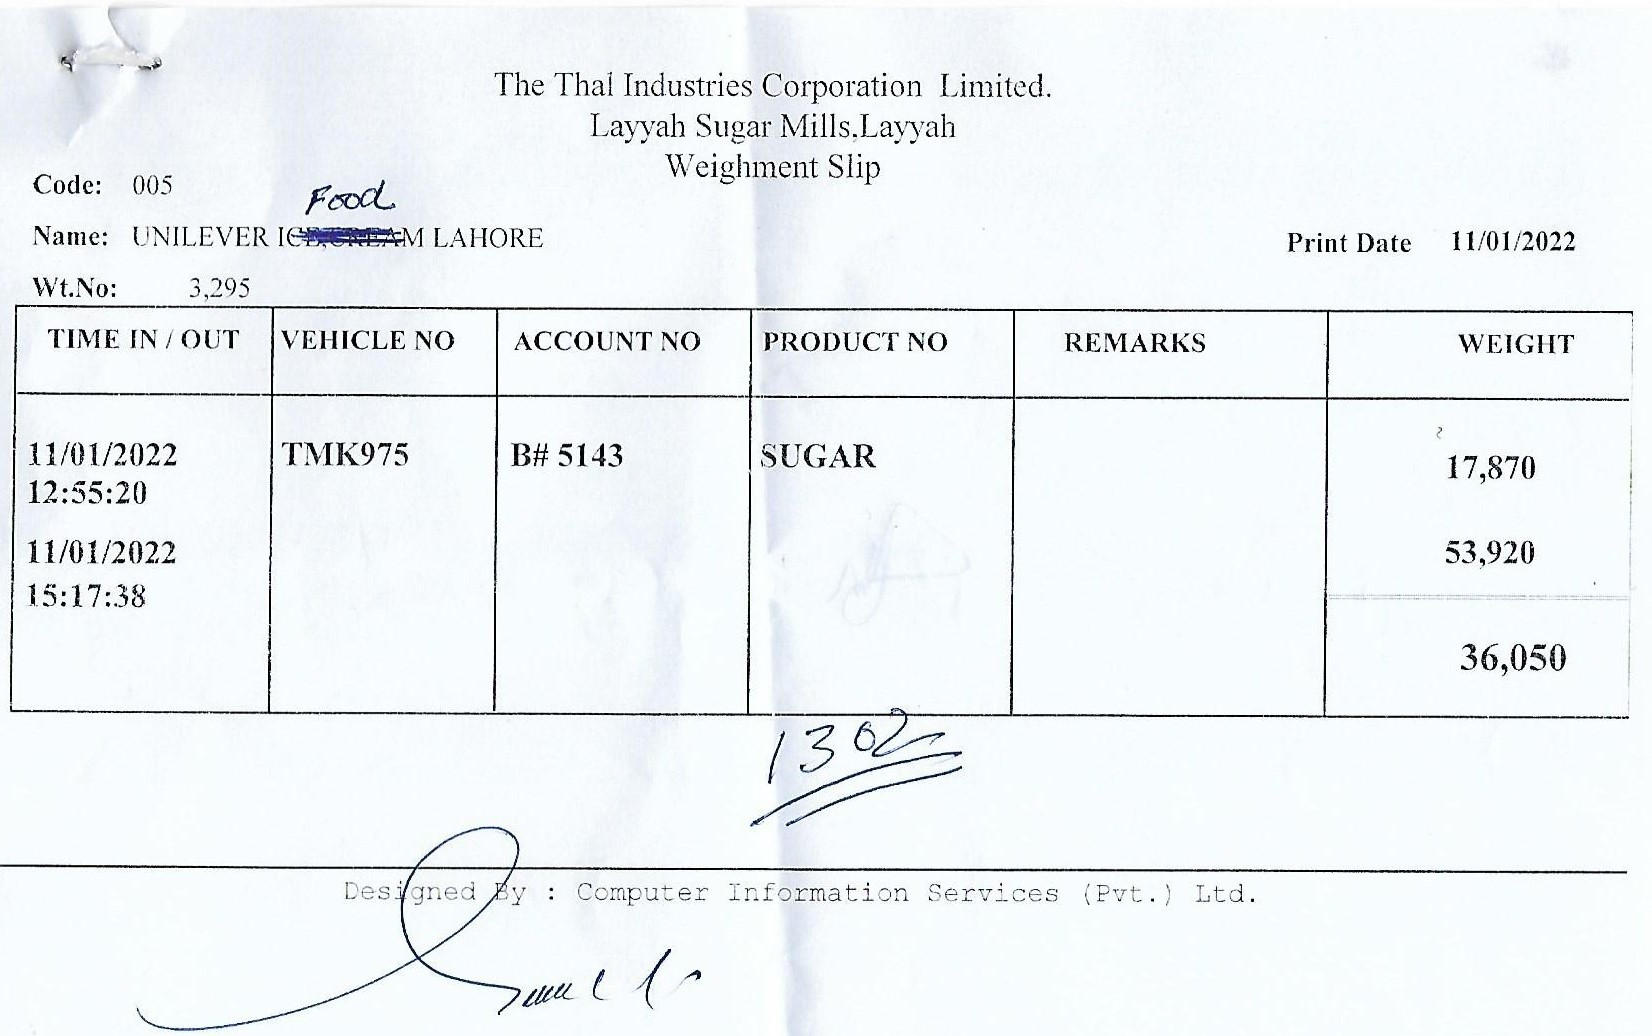 The Thal Industries Corporation Limited.
Layyah Sugar Mills,Layyah
Weighment Slip
Code: 005
Food
Name: UNILEVER ICE CREAM LAHORE
Print Date 11/01/2022
Wt.No: 3,295
TIME IN / OUT VEHICLE NO ACCOUNT NO PRODUCT NO REMARKS WEIGHT
11/01/2022 TMK975 B# 5143 SUGAR 17,870
12:55:20
11/01/2022 53,920
15:17:38
36,050
1302
Designed By : Computer Information Services (Pvt.) Ltd.